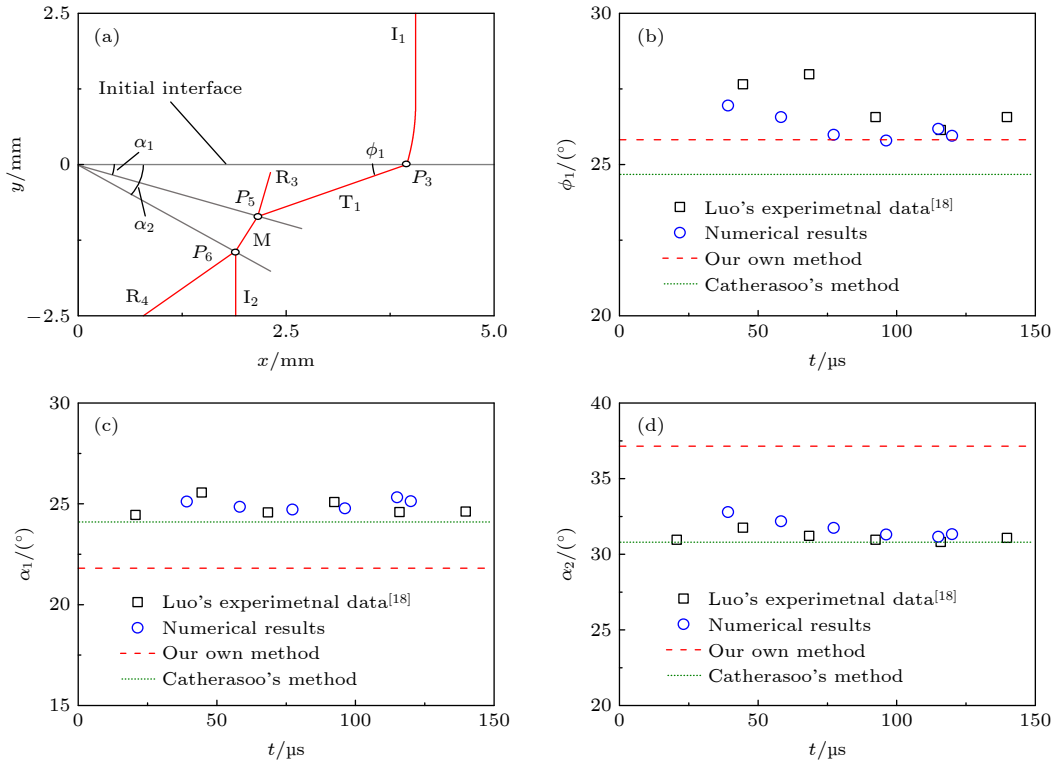 (a)
2.5
0
−2.5
y/mm
I₁
Initial interface
α₁
α₂
ϕ₁
P₃
R₃
P₅
T₁
M
P₆
R₄
I₂
0 2.5 5.0
x/mm
(b)
30
25
20
ϕ₁/(°)
Luo's experimetnal data[18]
Numerical results
Our own method
Catherasoo's method
0 50 100 150
t/µs
(c)
30
25
20
15
α₁/(°)
Luo's experimetnal data[18]
Numerical results
Our own method
Catherasoo's method
0 50 100 150
t/µs
(d)
40
35
30
25
20
α₂/(°)
Luo's experimetnal data[18]
Numerical results
Our own method
Catherasoo's method
0 50 100 150
t/µs